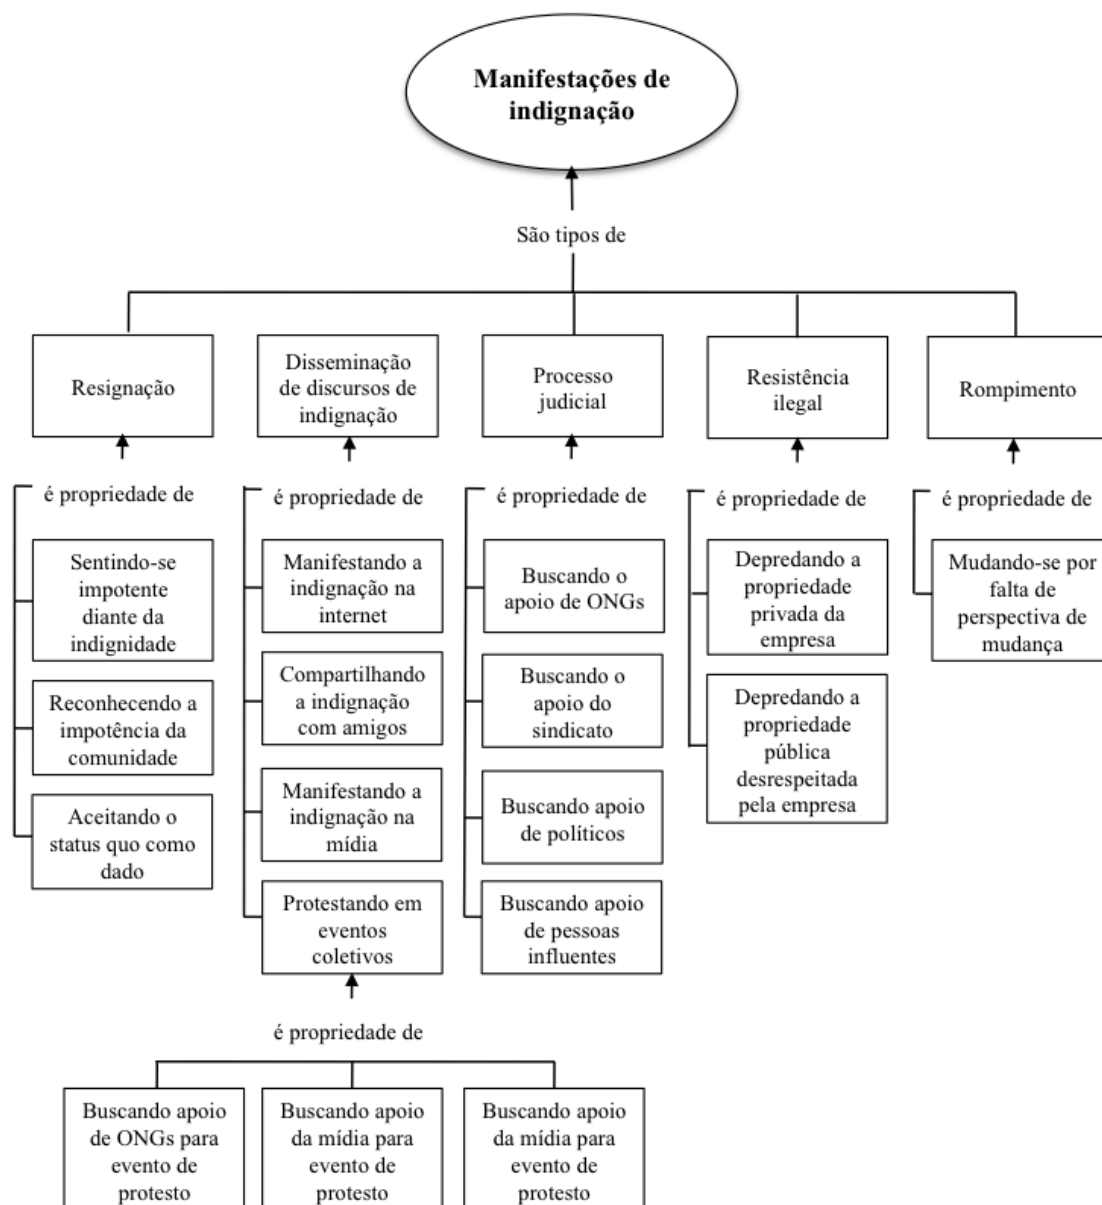 Manifestações de
indignação
São tipos de
Resignação
Disseminação
de discursos de
indignação
Processo
judicial
Resistência
ilegal
Rompimento
é propriedade de
é propriedade de
é propriedade de
é propriedade de
é propriedade de
Sentindo-se
impotente
diante da
indignidade
Reconhecendo a
impotência da
comunidade
Aceitando o
status quo como
dado
Manifestando a
indignação na
internet
Compartilhando
a indignação
com amigos
Manifestando a
indignação na
mídia
Protestando em
eventos
coletivos
Buscando o
apoio de ONGs
Buscando o
apoio do
sindicato
Buscando apoio
de políticos
Buscando apoio
de pessoas
influentes
Depredando a
propriedade
privada da
empresa
Depredando a
propriedade
pública
desrespeitada
pela empresa
Mudando-se por
falta de
perspectiva de
mudança
é propriedade de
Buscando apoio
de ONGs para
evento de
protesto
Buscando apoio
da mídia para
evento de
protesto
Buscando apoio
da mídia para
evento de
protesto